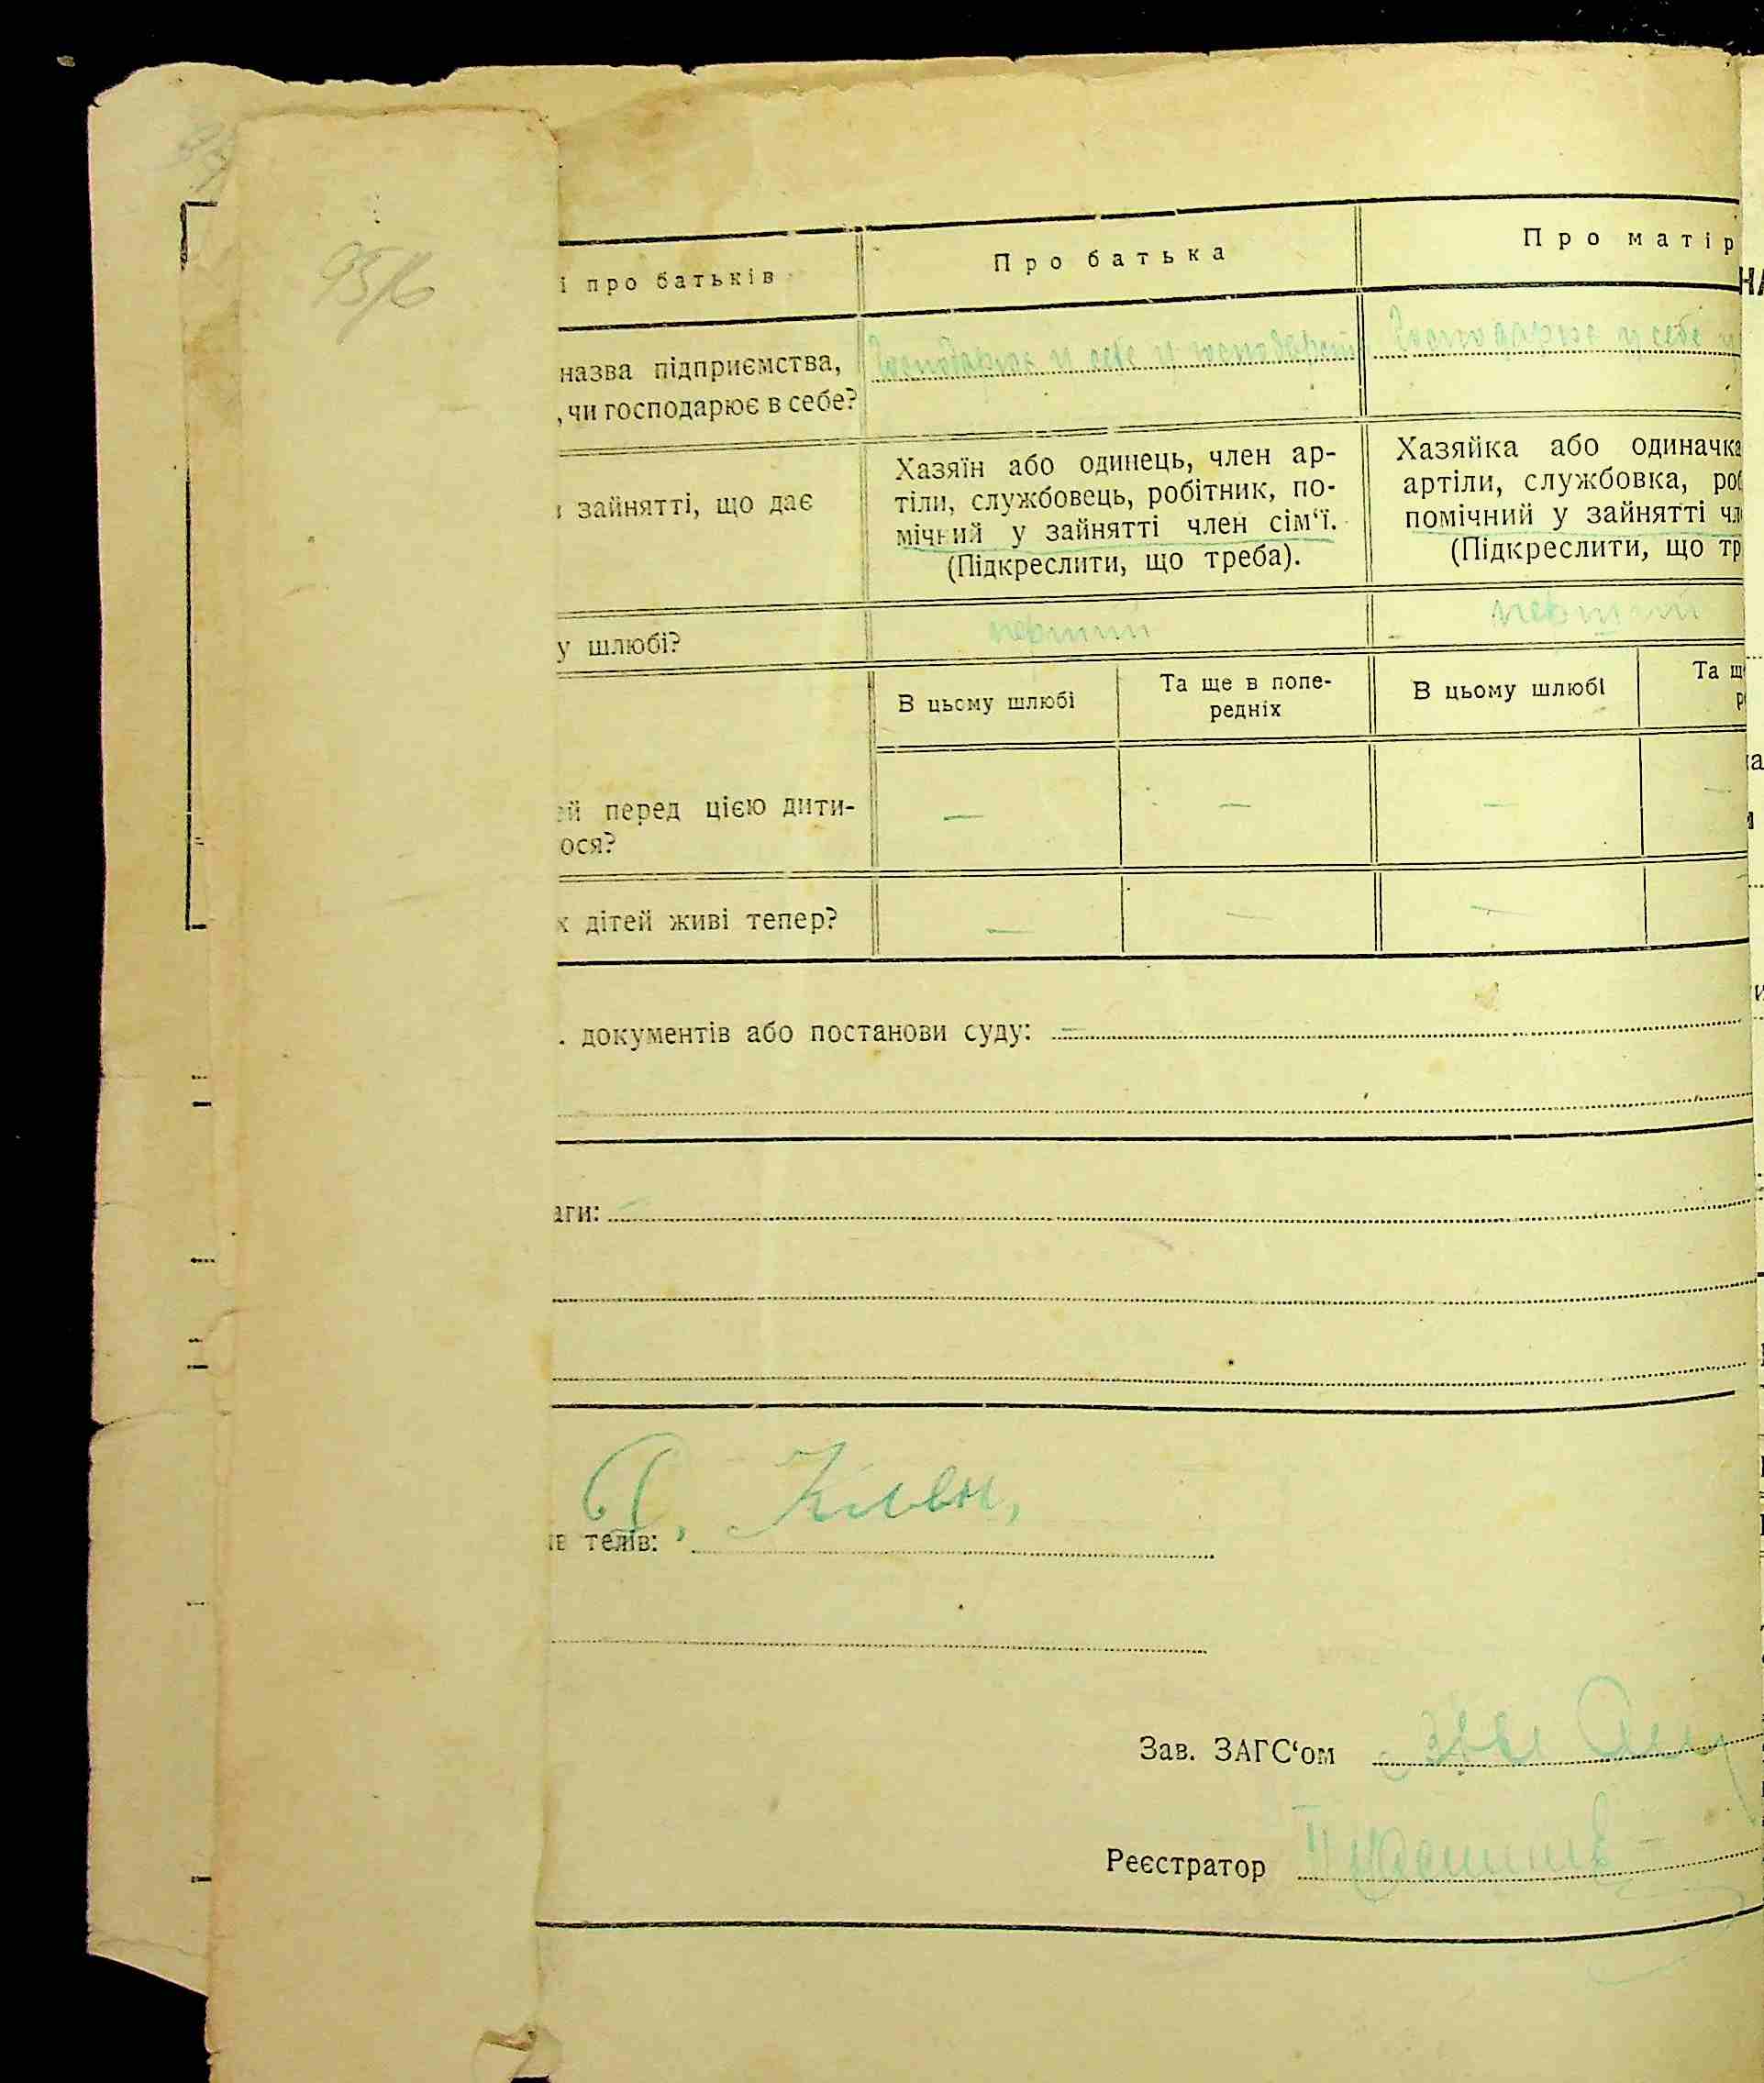 95/6
і про батьків
Про батька
Про матір
назва підприємства,
, чи господарює в себе?
Господарює у себе у господарстві
Господарює у себе у
зайнятті, що дає
Хазяїн або одинець, член ар-
тіли, службовець, робітник, по-
мічний у зайнятті член сім‘ї.
(Підкреслити, що треба).
Хазяйка або одиначка
артіли, службовка, роб
помічний у зайнятті чл
(Підкреслити, що тр
у шлюбі?
перший
перший
В цьому шлюбі
Та ще в попе-
редніх
В цьому шлюбі
Та щ
р
ей перед цією дити-
ося?
—
—
—
—
х дітей живі тепер?
—
—
—
. документів або постанови суду: —
аги:
телів:
Зав. ЗАГС‘ом
Реєстратор